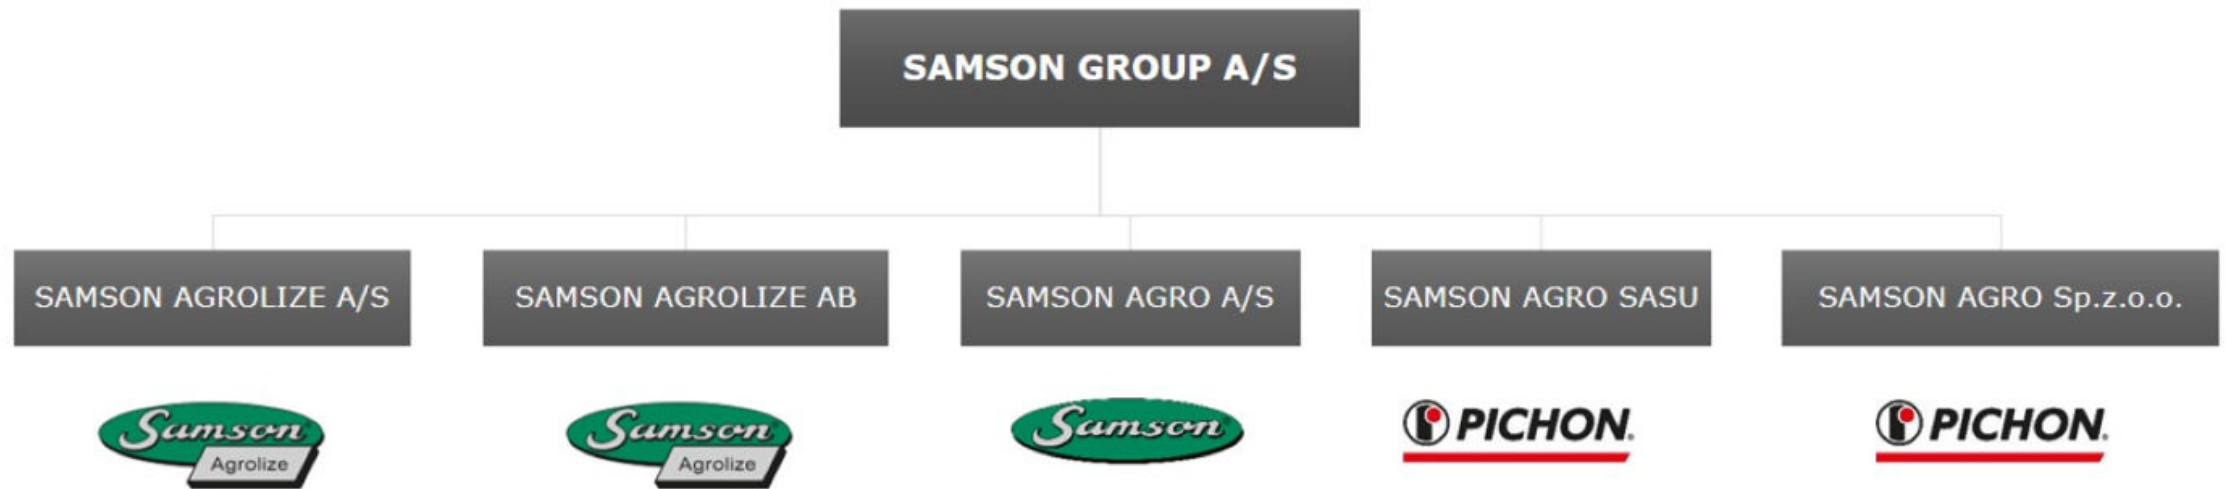 SAMSON GROUP A/S
SAMSON AGROLIZE A/S
SAMSON AGROLIZE AB
SAMSON AGRO A/S
SAMSON AGRO SASU
SAMSON AGRO Sp.z.o.o.
Samson
Agrolize
Samson
Agrolize
Samson
PICHON.
PICHON.